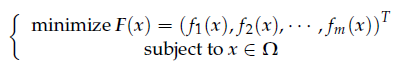 minimize F(x) = (f₁(x), f₂(x), ⋯ , fₘ(x))ᵀ
subject to x ∈ Ω